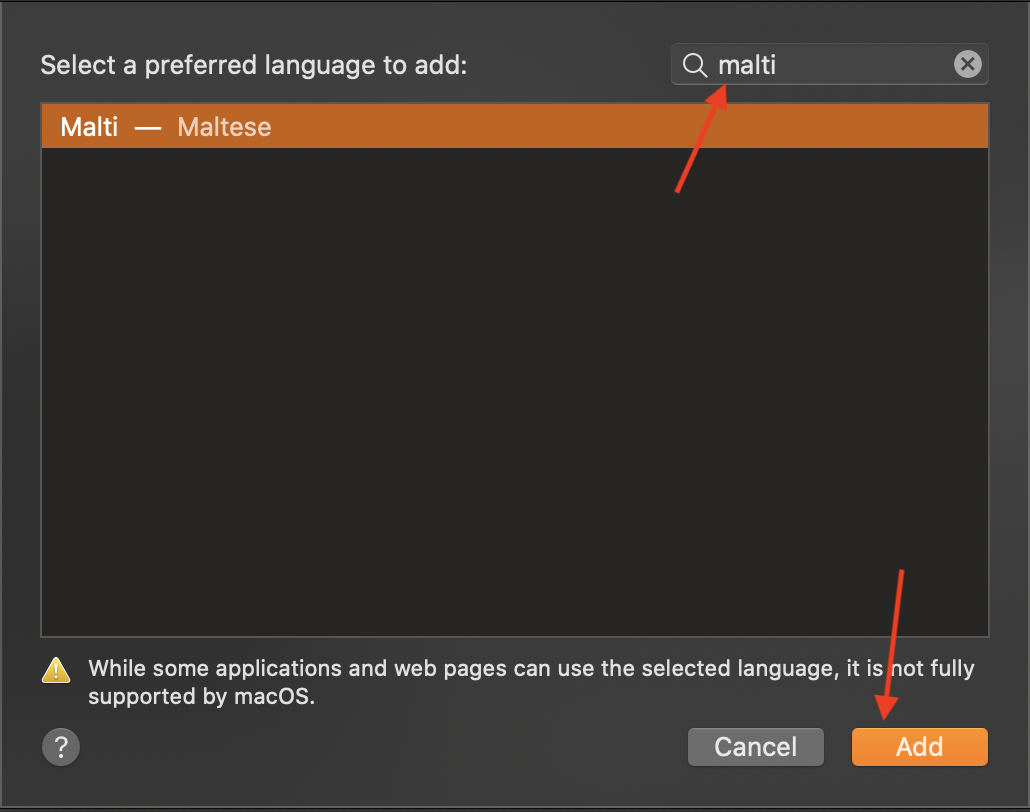 Select a preferred language to add:
malti
Malti — Maltese
While some applications and web pages can use the selected language, it is not fully
supported by macOS.
?
Cancel
Add